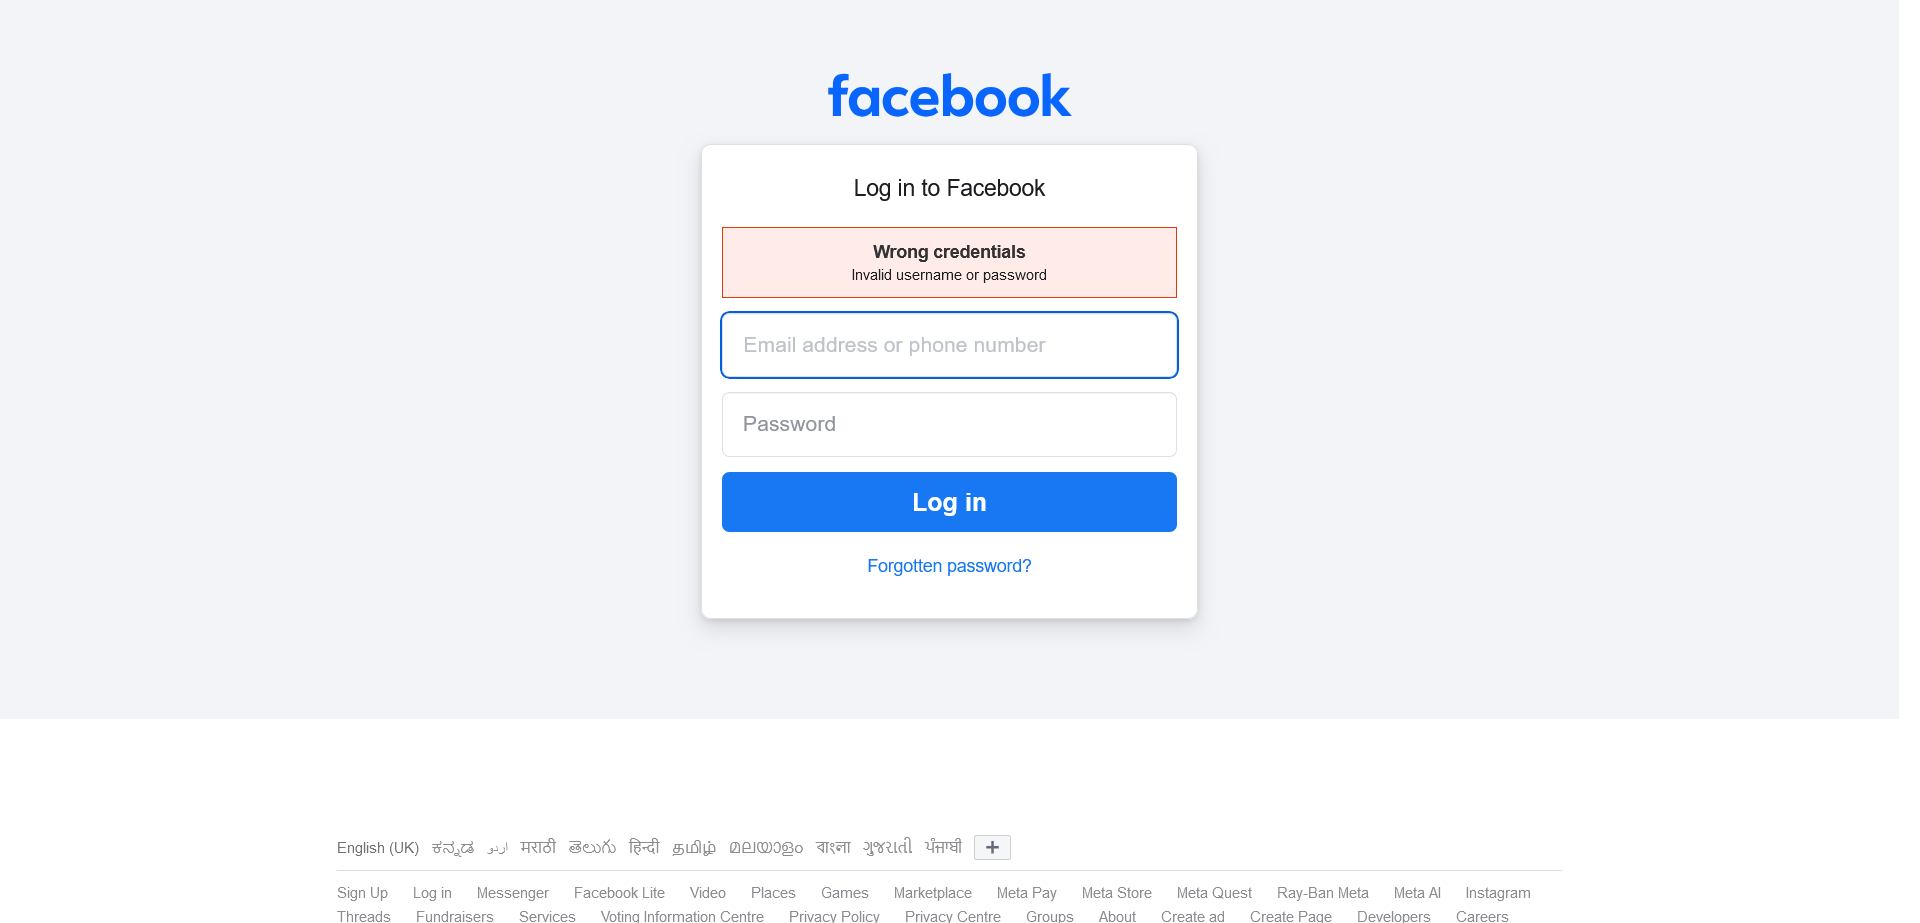 facebook
Log in to Facebook
Wrong credentials
Invalid username or password
Email address or phone number
Password
Log in
Forgotten password?
English (UK) ಕನ್ನಡ اردو मराठी తెలుగు हिन्दी தமிழ் മലയാളം বাংলা ગુજરાતી ਪੰਜਾਬੀ +
Sign Up Log in Messenger Facebook Lite Video Places Games Marketplace Meta Pay Meta Store Meta Quest Ray-Ban Meta Meta AI Instagram
Threads Fundraisers Services Voting Information Centre Privacy Policy Privacy Centre Groups About Create ad Create Page Developers Careers